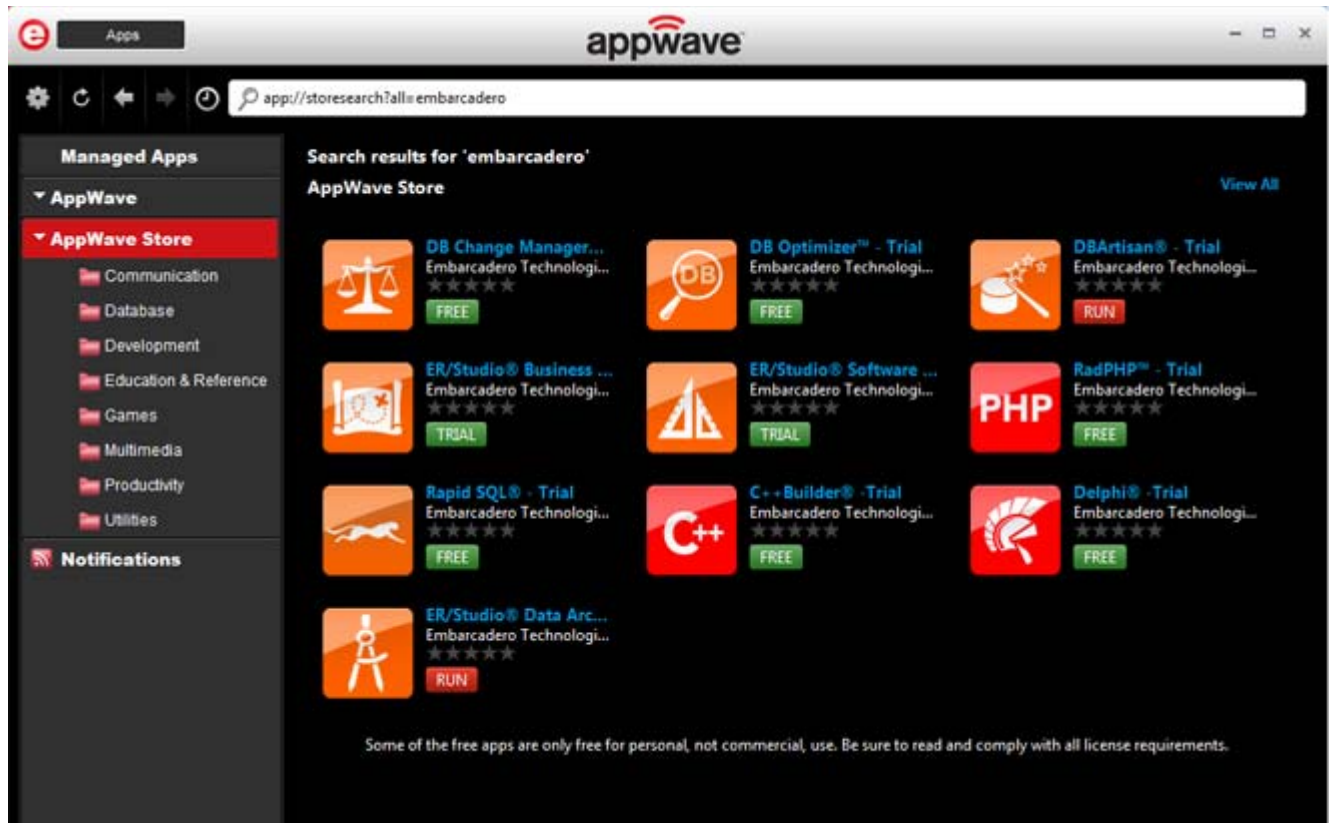 e Apps appwave
app://storesearch?all=embarcadero
Managed Apps
AppWave
AppWave Store
Communication
Database
Development
Education & Reference
Games
Multimedia
Productivity
Utilities
Notifications
Search results for 'embarcadero'
AppWave Store
View All
DB Change Manager...
Embarcadero Technologi...
FREE
DB
DB Optimizer™ - Trial
Embarcadero Technologi...
FREE
DBArtisan® - Trial
Embarcadero Technologi...
RUN
ER/Studio® Business ...
Embarcadero Technologi...
TRIAL
ER/Studio® Software ...
Embarcadero Technologi...
TRIAL
PHP
RadPHP™ - Trial
Embarcadero Technologi...
FREE
Rapid SQL® - Trial
Embarcadero Technologi...
FREE
C++
C++Builder® -Trial
Embarcadero Technologi...
FREE
Delphi® -Trial
Embarcadero Technologi...
FREE
ER/Studio® Data Arc...
Embarcadero Technologi...
RUN
Some of the free apps are only free for personal, not commercial, use. Be sure to read and comply with all license requirements.